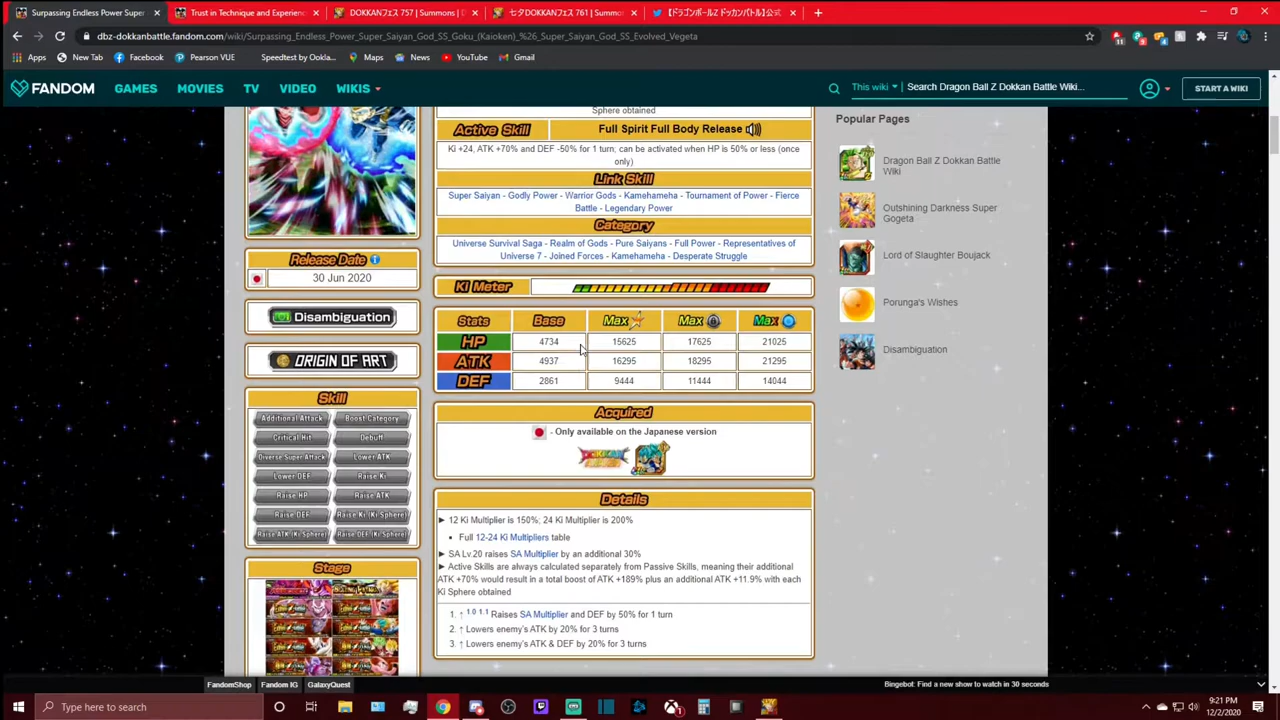 Surpassing Endless Power Super
Trust in Technique and Experienc
DOKKANフェス 757 | Summons | D
七夕DOKKANフェス 761 | Summon
【ドラゴンボールZ ドッカンバトル】公式
dbz-dokkanbattle.fandom.com/wiki/Surpassing_Endless_Power_Super_Saiyan_God_SS_Goku_(Kaioken)_%26_Super_Saiyan_God_SS_Evolved_Vegeta
Apps
New Tab
Facebook
Pearson VUE
Speedtest by Ookla...
Maps
News
YouTube
Gmail
FANDOM
GAMES
MOVIES
TV
VIDEO
WIKIS
This wiki
Search Dragon Ball Z Dokkan Battle Wiki...
START A WIKI
Sphere obtained
Active Skill
Full Spirit Full Body Release
Ki +24, ATK +70% and DEF -50% for 1 turn; can be activated when HP is 50% or less (once
only)
Link Skill
Super Saiyan - Godly Power - Warrior Gods - Kamehameha - Tournament of Power - Fierce
Battle - Legendary Power
Category
Universe Survival Saga - Realm of Gods - Pure Saiyans - Full Power - Representatives of
Universe 7 - Joined Forces - Kamehameha - Desperate Struggle
Ki Meter
Stats Base Max Max Max
HP 4734 15625 17625 21025
ATK 4937 16295 18295 21295
DEF 2861 9444 11444 14044
Acquired
- Only available on the Japanese version
Details
► 12 Ki Multiplier is 150%; 24 Ki Multiplier is 200%
• Full 12-24 Ki Multipliers table
► SA Lv.20 raises SA Multiplier by an additional 30%
► Active Skills are always calculated separately from Passive Skills, meaning their additional
ATK +70% would result in a total boost of ATK +189% plus an additional ATK +11.9% with each
Ki Sphere obtained
1. ↑ 1.0 1.1 Raises SA Multiplier and DEF by 50% for 1 turn
2. ↑ Lowers enemy's ATK by 20% for 3 turns
3. ↑ Lowers enemy's ATK & DEF by 20% for 3 turns
Release Date
30 Jun 2020
Disambiguation
ORIGIN OF ART
Skill
Additional Attack Boost Category
Critical Hit Debuff
Diverse Super Attack Lower ATK
Lower DEF Raise Ki
Raise HP Raise ATK
Raise DEF Raise Ki (Ki Sphere)
Raise ATK (Ki Sphere) Raise DEF (Ki Sphere)
Stage
Popular Pages
Dragon Ball Z Dokkan Battle
Wiki
Outshining Darkness Super
Gogeta
Lord of Slaughter Boujack
Porunga's Wishes
Disambiguation
FandomShop
Fandom IG
GalaxyQuest
Bingebot: Find a new show to watch in 30 seconds
Type here to search
9:21 PM
12/2/2020